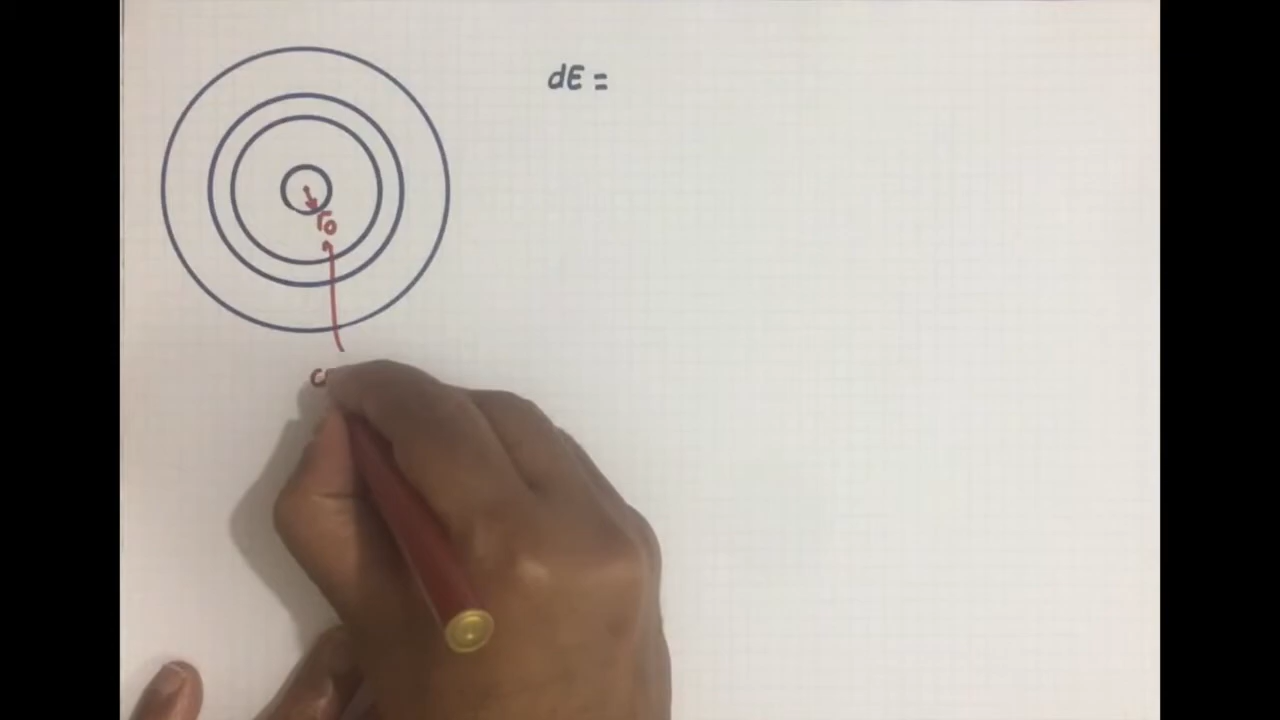 dE =
r₀